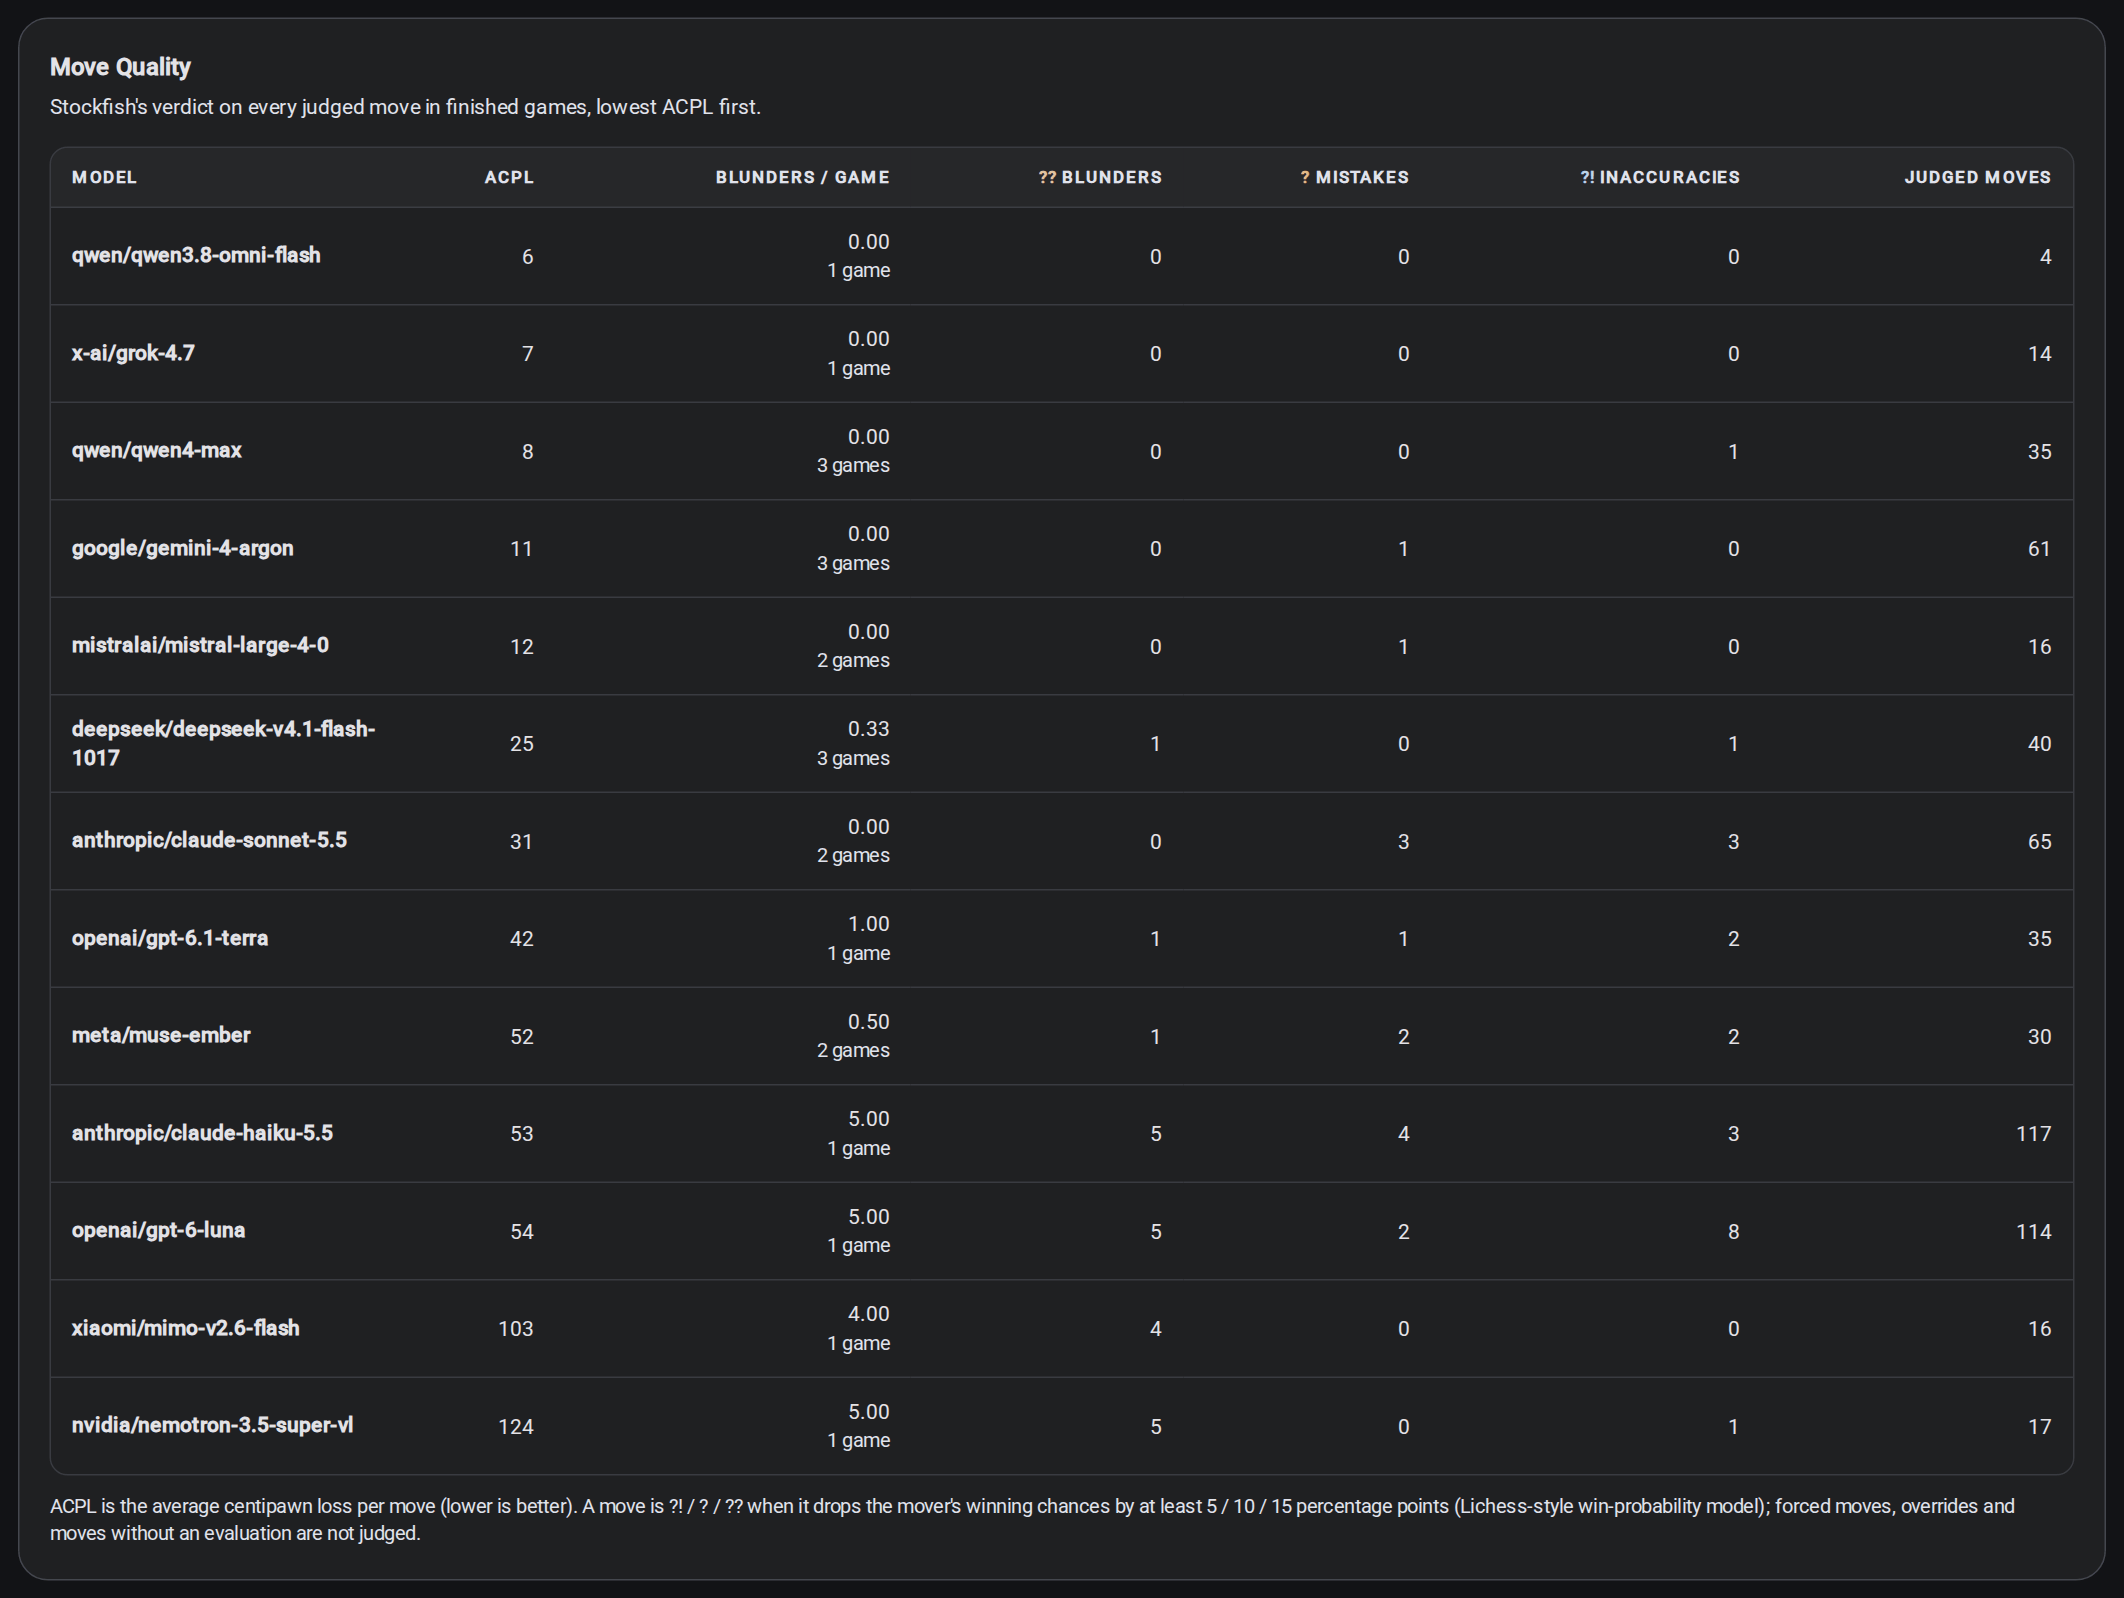 Move Quality
Stockfish's verdict on every judged move in finished games, lowest ACPL first.
MODEL ACPL BLUNDERS / GAME ?? BLUNDERS ? MISTAKES ?! INACCURACIES JUDGED MOVES
qwen/qwen3.8-omni-flash 6 0.00 0 0 0 4
1 game
x-ai/grok-4.7 7 0.00 0 0 0 14
1 game
qwen/qwen4-max 8 0.00 0 0 1 35
3 games
google/gemini-4-argon 11 0.00 0 1 0 61
3 games
mistralai/mistral-large-4-0 12 0.00 0 1 0 16
2 games
deepseek/deepseek-v4.1-flash- 25 0.33 1 0 1 40
1017 3 games
anthropic/claude-sonnet-5.5 31 0.00 0 3 3 65
2 games
openai/gpt-6.1-terra 42 1.00 1 1 2 35
1 game
meta/muse-ember 52 0.50 1 2 2 30
2 games
anthropic/claude-haiku-5.5 53 5.00 5 4 3 117
1 game
openai/gpt-6-luna 54 5.00 5 2 8 114
1 game
xiaomi/mimo-v2.6-flash 103 4.00 4 0 0 16
1 game
nvidia/nemotron-3.5-super-vl 124 5.00 5 0 1 17
1 game
ACPL is the average centipawn loss per move (lower is better). A move is ?! / ? / ?? when it drops the mover's winning chances by at least 5 / 10 / 15 percentage points (Lichess-style win-probability model); forced moves, overrides and
moves without an evaluation are not judged.